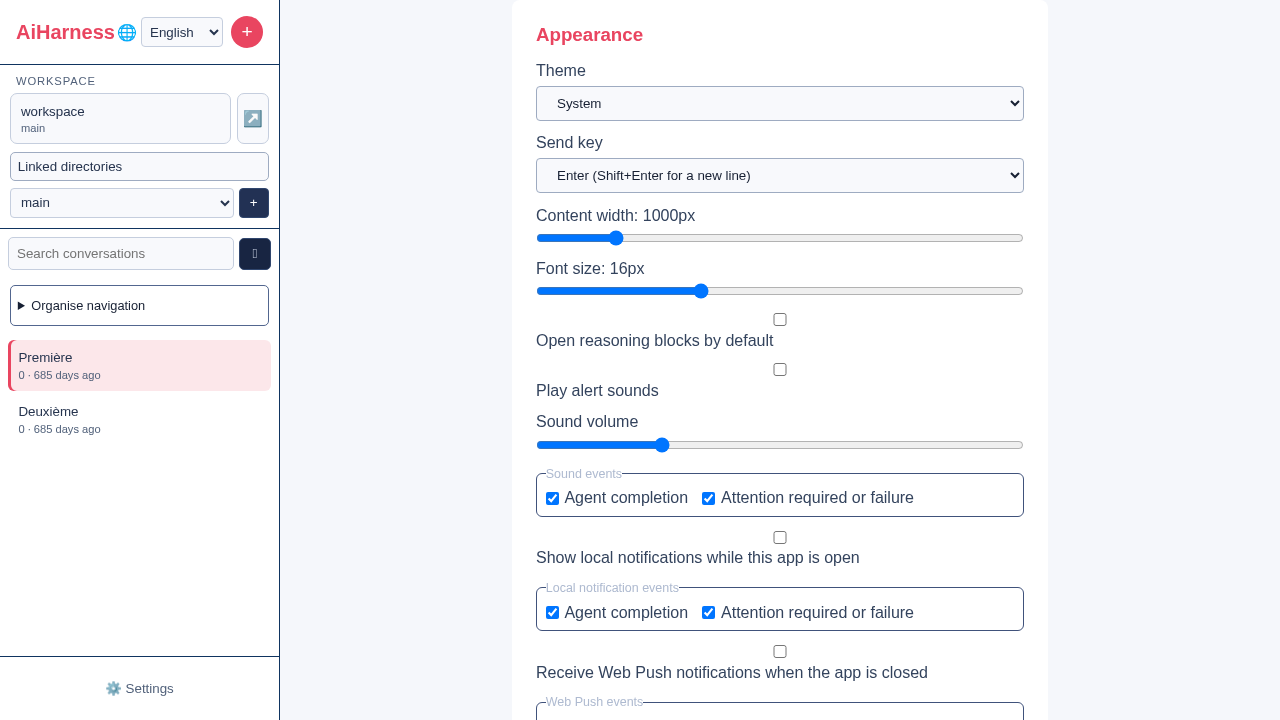 AiHarness
English
+
WORKSPACE
workspace
main
Linked directories
main
+
Search conversations
Organise navigation
Première
0 · 685 days ago
Deuxième
0 · 685 days ago
Settings
Appearance
Theme
System
Send key
Enter (Shift+Enter for a new line)
Content width: 1000px
Font size: 16px
Open reasoning blocks by default
Play alert sounds
Sound volume
Sound events
Agent completion Attention required or failure
Show local notifications while this app is open
Local notification events
Agent completion Attention required or failure
Receive Web Push notifications when the app is closed
Web Push events